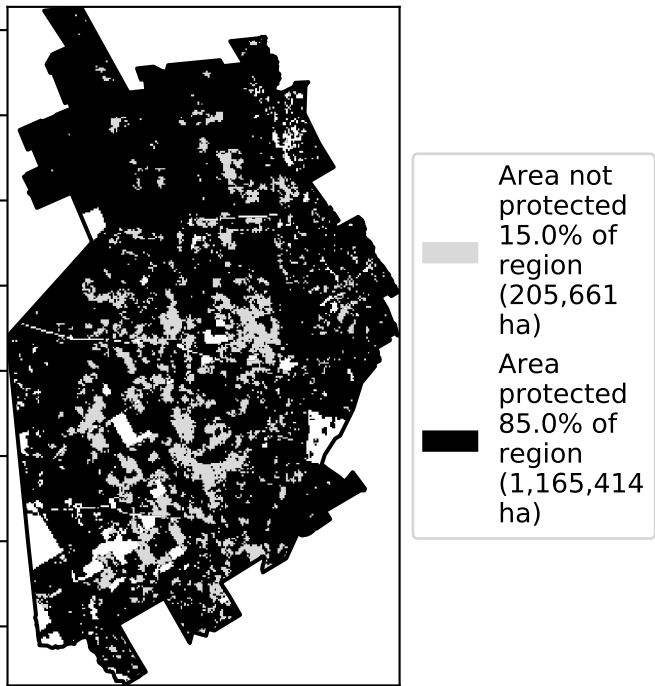 Area not
protected
15.0% of
region
(205,661
ha)
Area
protected
85.0% of
region
(1,165,414
ha)